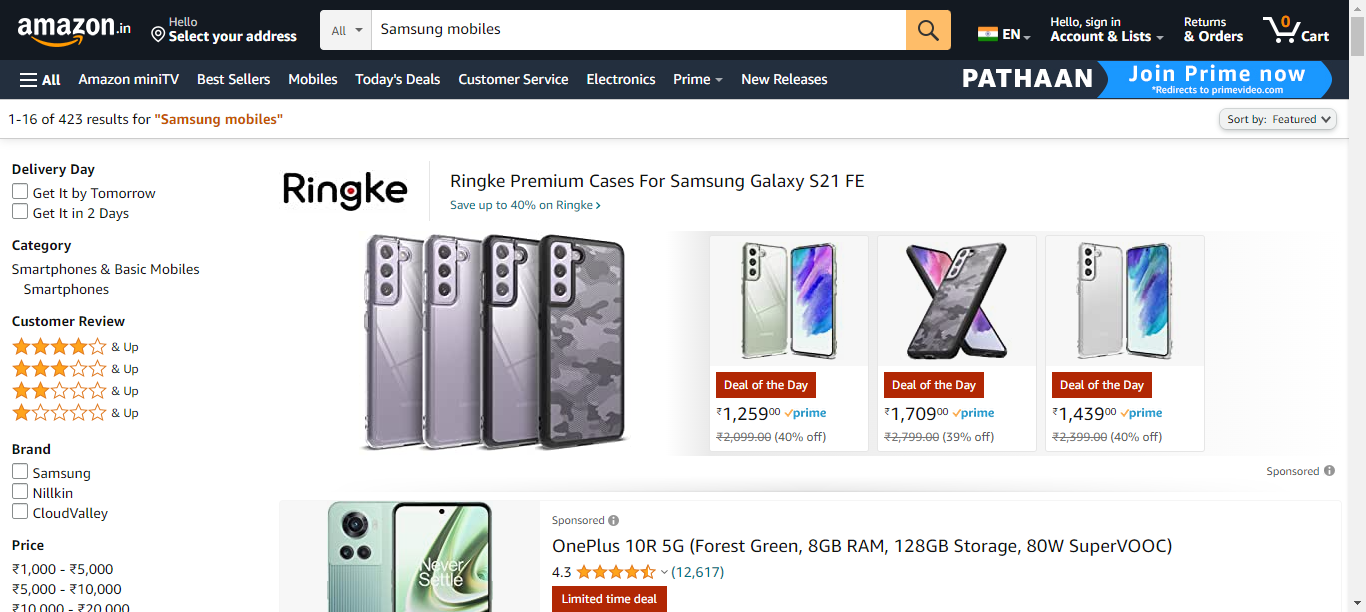 amazon.in
Hello
Select your address
All
Samsung mobiles
EN
Hello, sign in
Account & Lists
Returns
& Orders
0
Cart
All
Amazon miniTV
Best Sellers
Mobiles
Today's Deals
Customer Service
Electronics
Prime
New Releases
PATHAAN
Join Prime now
*Redirects to primevideo.com
1-16 of 423 results for "Samsung mobiles"
Sort by: Featured
Delivery Day
Get It by Tomorrow
Get It in 2 Days
Category
Smartphones & Basic Mobiles
Smartphones
Customer Review
& Up
& Up
& Up
& Up
Brand
Samsung
Nillkin
CloudValley
Price
₹1,000 - ₹5,000
₹5,000 - ₹10,000
₹10,000 - ₹20,000
Ringke
Ringke Premium Cases For Samsung Galaxy S21 FE
Save up to 40% on Ringke ›
Deal of the Day
₹1,25900 prime
₹2,099.00 (40% off)
Deal of the Day
₹1,70900 prime
₹2,799.00 (39% off)
Deal of the Day
₹1,43900 prime
₹2,399.00 (40% off)
Sponsored
Never
Settle
Sponsored
OnePlus 10R 5G (Forest Green, 8GB RAM, 128GB Storage, 80W SuperVOOC)
4.3 (12,617)
Limited time deal